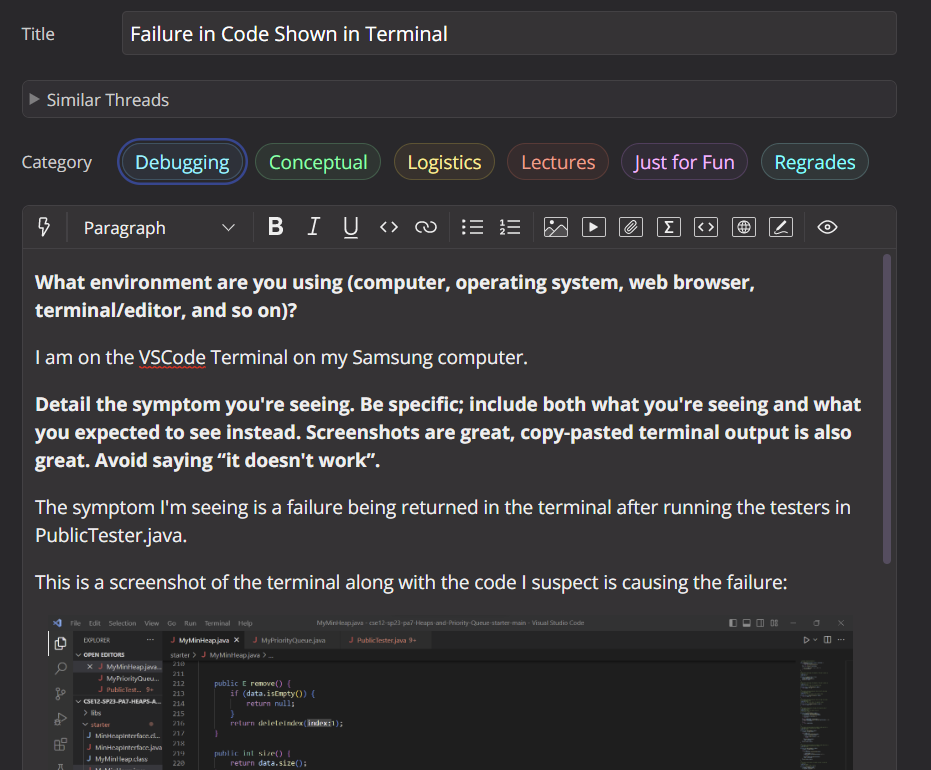 Title
Failure in Code Shown in Terminal
Similar Threads
Category
Debugging
Conceptual
Logistics
Lectures
Just for Fun
Regrades
Paragraph
B I U
What environment are you using (computer, operating system, web browser,
terminal/editor, and so on)?
I am on the VSCode Terminal on my Samsung computer.
Detail the symptom you're seeing. Be specific; include both what you're seeing and what
you expected to see instead. Screenshots are great, copy-pasted terminal output is also
great. Avoid saying “it doesn't work”.
The symptom I'm seeing is a failure being returned in the terminal after running the testers in
PublicTester.java.
This is a screenshot of the terminal along with the code I suspect is causing the failure:
File Edit Selection View Go Run Terminal Help
MyMinHeap.java - cse12-sp23-pa7-Heaps-and-Priority-Queue-starter-main - Visual Studio Code
EXPLORER
MyMinHeap.java
MyPriorityQueue.java
PublicTester.java 9+
OPEN EDITORS
starter > MyMinHeap.java > ...
MyMinHeap.java...
MyPriorityQueu...
PublicTest... 9+
CSE12-SP23-PA7-HEAPS-A...
libs
starter
MinHeapInterface.cl...
MinHeapInterface.java
MyMinHeap.class
210
211
212 public E remove() {
213 if (data.isEmpty()) {
214 return null;
215 }
216 return deleteIndex(index:1);
217 }
218
219 public int size() {
220 return data.size();